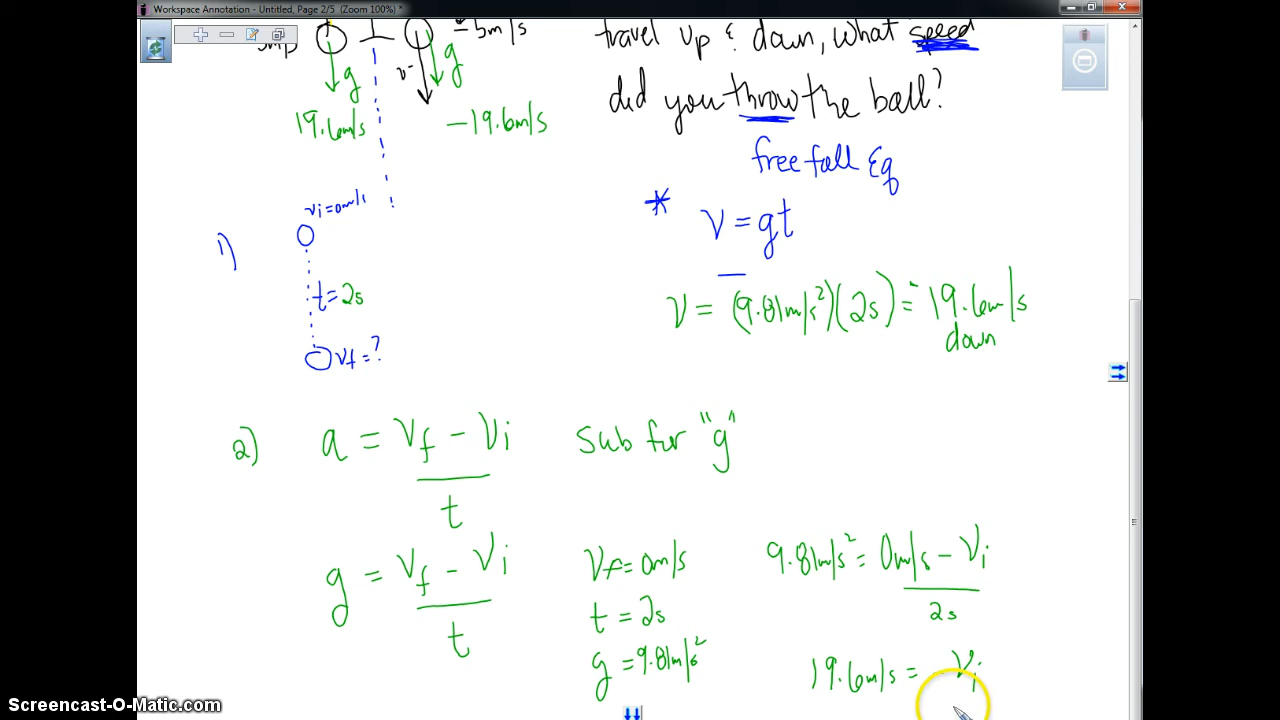 Workspace Annotation - Untitled, Page 2/5 (Zoom 100%) *
- 5m/s
g
g
v
19.6m/s
-19.6m/s
travel up & down, what speed
did you throw the ball?
free fall Eq
* v = gt
vi=0m/s
1)
t=2s
vf=?
v = (9.81m/s²)(2s) = 19.6m/s
down
2) a = vf - vi
t
sub for "g"
g = vf - vi
t
vf=0m/s
t = 2s
g = 9.81m/s²
9.81m/s² = 0m/s - vi
2s
19.6m/s = - vi
Screencast-O-Matic.com